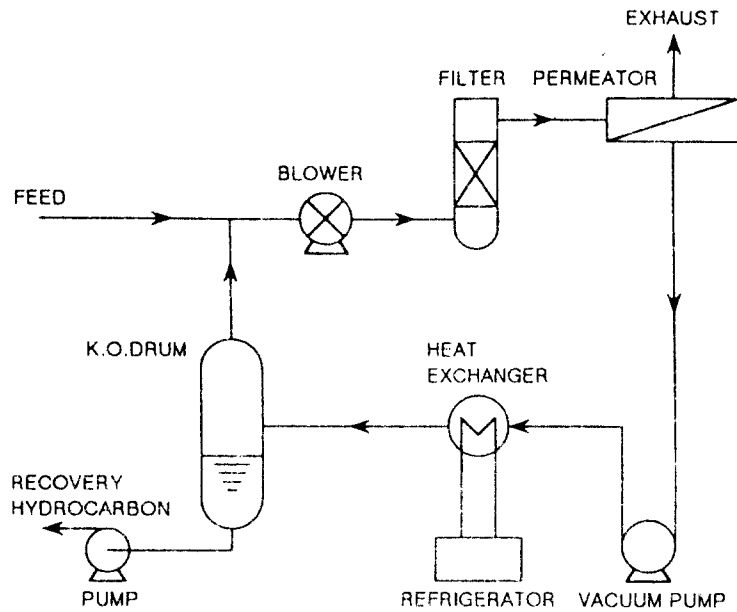 EXHAUST
FILTER
PERMEATOR
BLOWER
FEED
K.O.DRUM
HEAT
EXCHANGER
RECOVERY
HYDROCARBON
PUMP
REFRIGERATOR
VACUUM PUMP